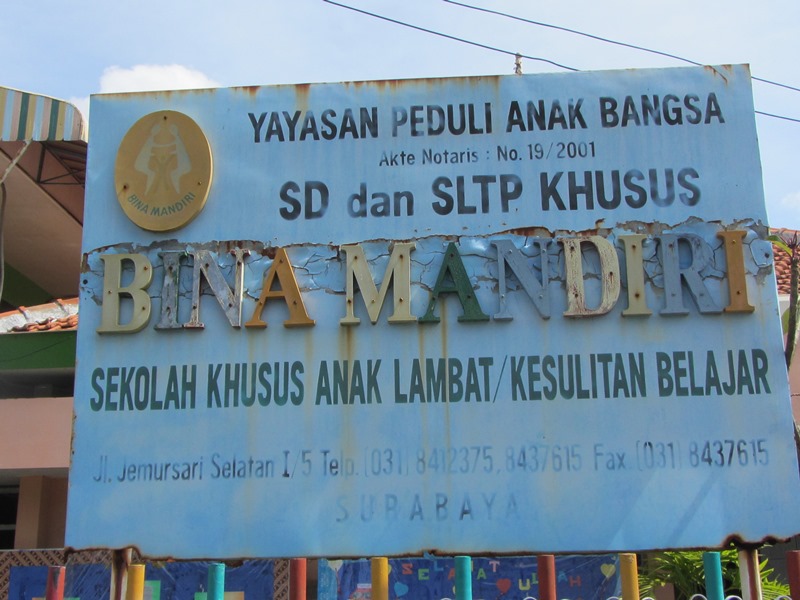 YAYASAN PEDULI ANAK BANGSA
Akte Notaris : No. 19/2001
SD dan SLTP KHUSUS
BINA MANDIRI
BINA MANDIRI
SEKOLAH KHUSUS ANAK LAMBAT/KESULITAN BELAJAR
Jl. Jemursari Selatan I/5 Telp. (031) 8412375, 8437615 Fax. (031) 8437615
SURABAYA
SELAMAT